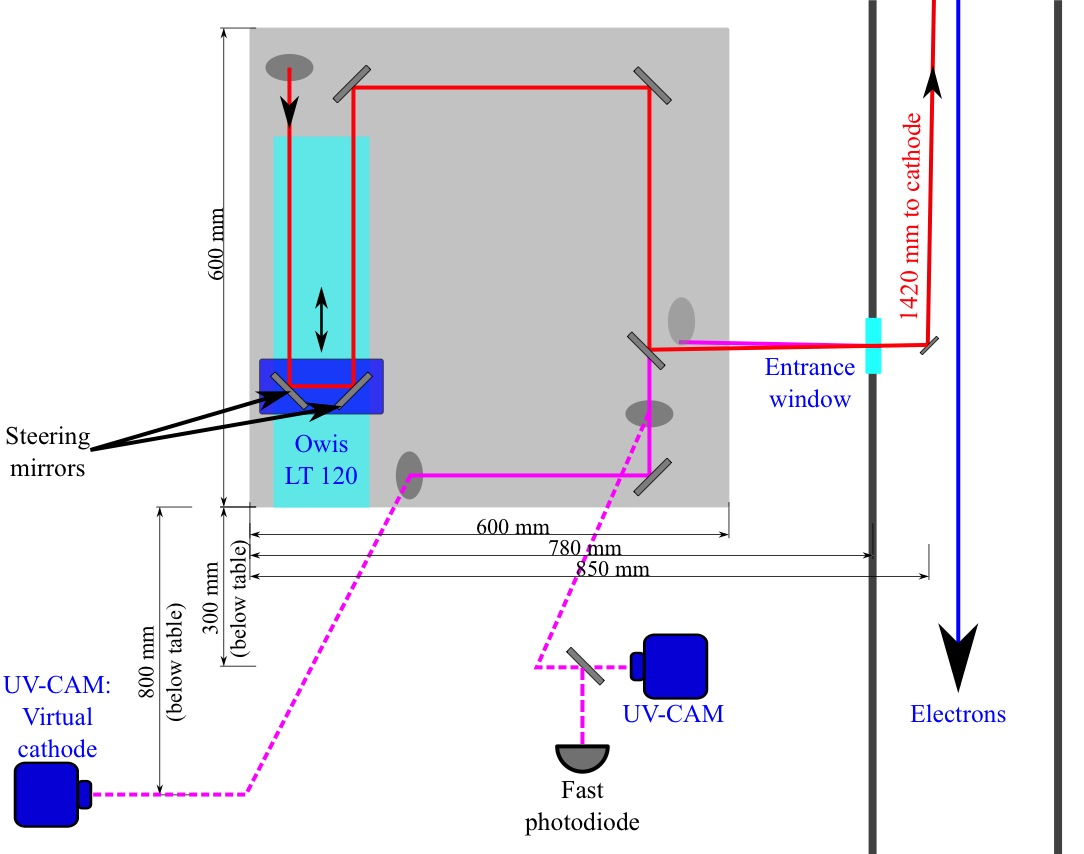 600 mm
1420 mm to cathode
Entrance
window
Steering
mirrors
Owis
LT 120
600 mm
780 mm
850 mm
300 mm
(below table)
800 mm
(below table)
UV-CAM:
Virtual
cathode
UV-CAM
Electrons
Fast
photodiode